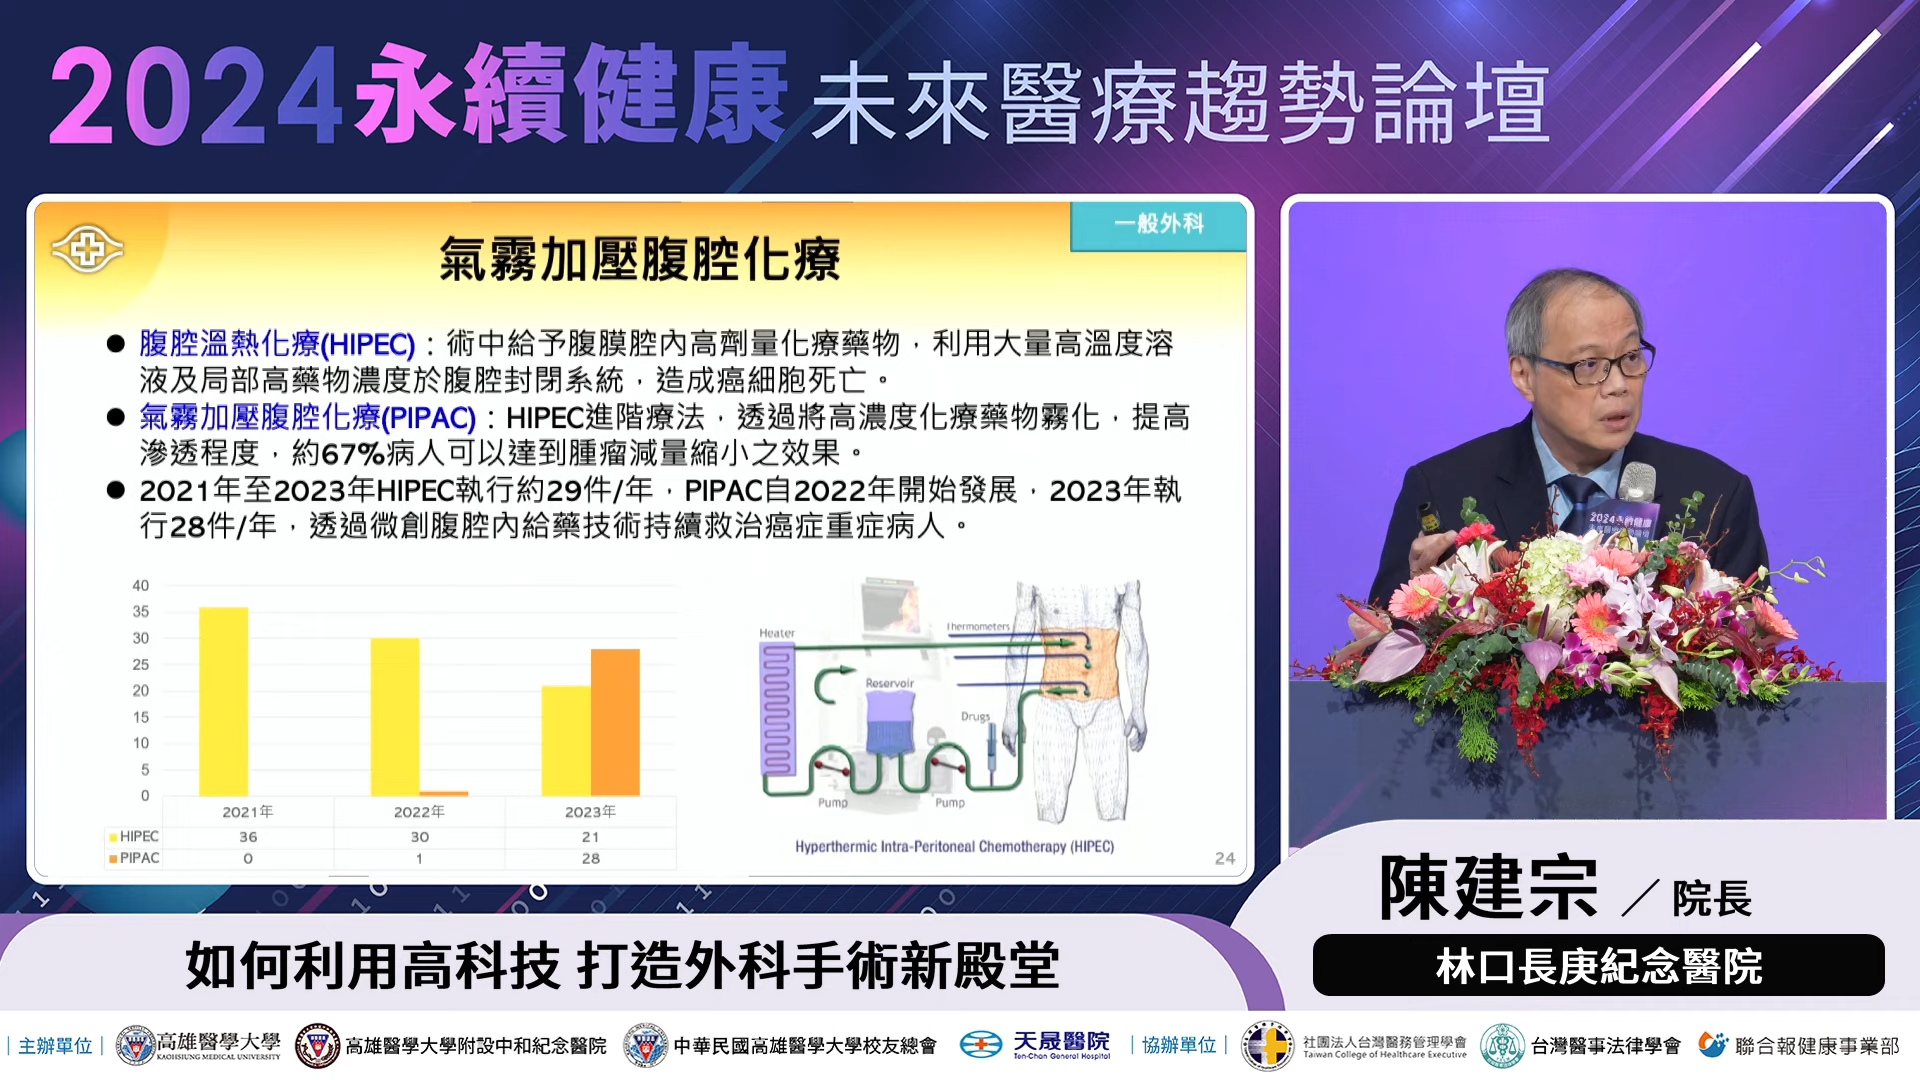 2024永續健康 未來醫療趨勢論壇
一般外科
氣霧加壓腹腔化療
● 腹腔溫熱化療(HIPEC)：術中給予腹膜腔內高劑量化療藥物，利用大量高溫度溶
液及局部高藥物濃度於腹腔封閉系統，造成癌細胞死亡。
● 氣霧加壓腹腔化療(PIPAC)：HIPEC進階療法，透過將高濃度化療藥物霧化，提高
滲透程度，約67%病人可以達到腫瘤減量縮小之效果。
● 2021年至2023年HIPEC執行約29件/年，PIPAC自2022年開始發展，2023年執
行28件/年，透過微創腹腔內給藥技術持續救治癌症重症病人。
40
35
30
25
20
15
10
5
0
2021年 2022年 2023年
HIPEC 36 30 21
PIPAC 0 1 28
Heater
Thermometers
Reservoir
Drugs
Pump
Pump
Hyperthermic Intra-Peritoneal Chemotherapy (HIPEC)
24
2024永續健康
未來醫療趨勢論壇
陳建宗／院長
林口長庚紀念醫院
如何利用高科技 打造外科手術新殿堂
｜主辦單位｜ 高雄醫學大學 KAOHSIUNG MEDICAL UNIVERSITY 高雄醫學大學附設中和紀念醫院 中華民國高雄醫學大學校友總會 天晟醫院 Ten-Chan General Hospital ｜協辦單位｜ 社團法人台灣醫務管理學會 Taiwan College of Healthcare Executive 台灣醫事法律學會 聯合報健康事業部